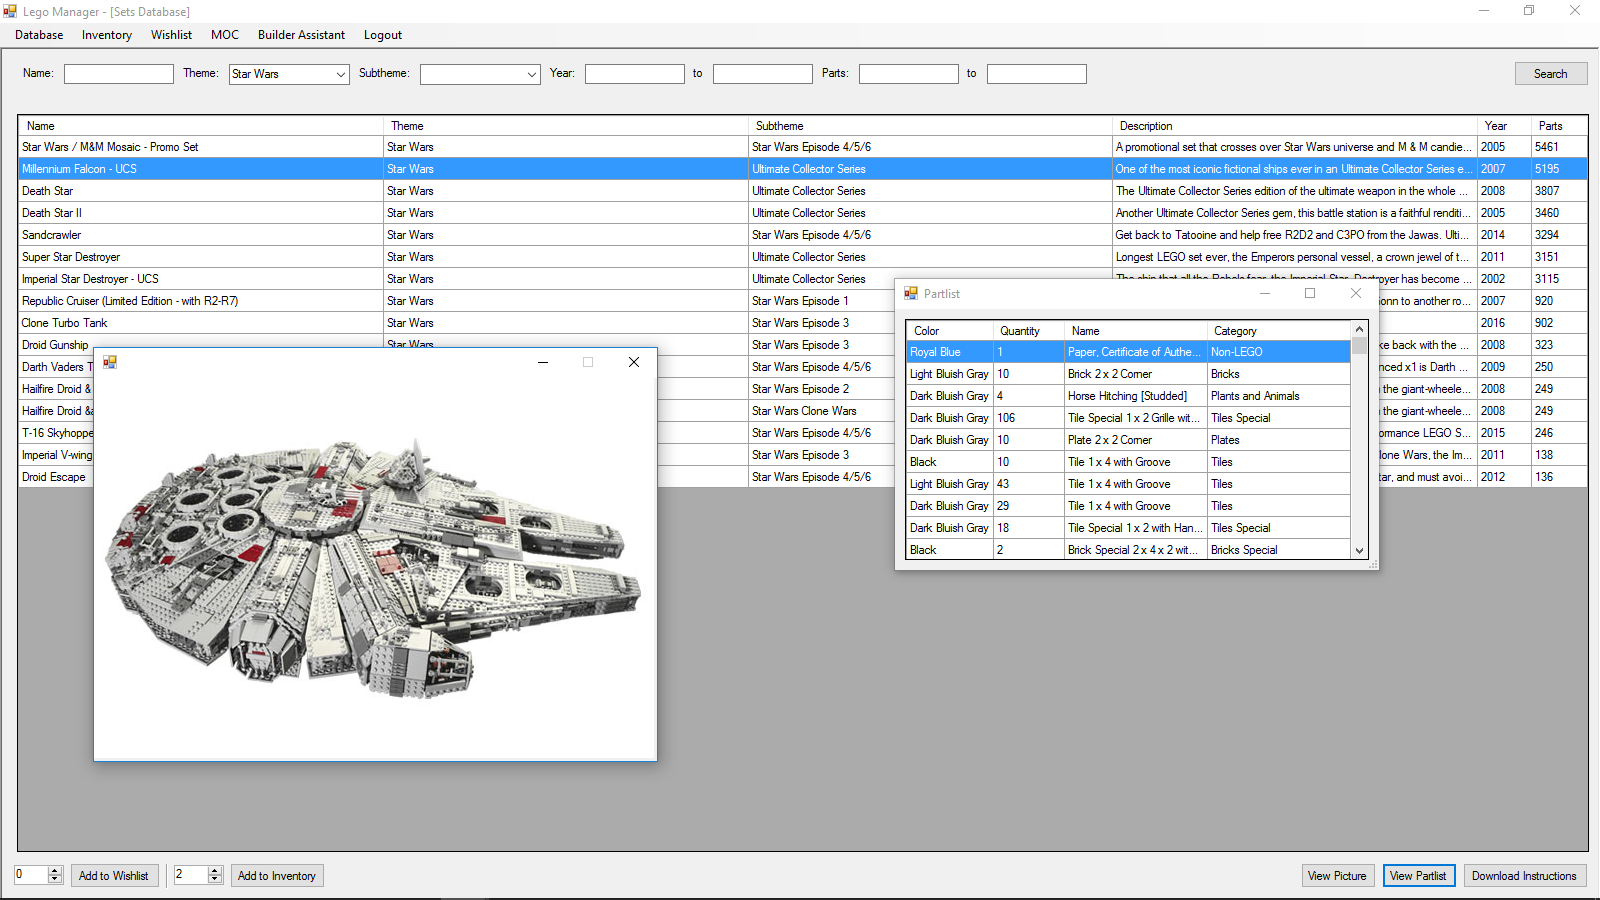 Lego Manager - [Sets Database]
Database Inventory Wishlist MOC Builder Assistant Logout
Name: Theme: Star Wars Subtheme: Year: to Parts: to Search
Name Theme Subtheme Description Year Parts
Star Wars / M&M Mosaic - Promo Set Star Wars Star Wars Episode 4/5/6 A promotional set that crosses over Star Wars universe and M & M candie... 2005 5461
Millennium Falcon - UCS Star Wars Ultimate Collector Series One of the most iconic fictional ships ever in an Ultimate Collector Series e... 2007 5195
Death Star Star Wars Ultimate Collector Series The Ultimate Collector Series edition of the ultimate weapon in the whole ... 2008 3807
Death Star II Star Wars Ultimate Collector Series Another Ultimate Collector Series gem, this battle station is a faithful renditi... 2005 3460
Sandcrawler Star Wars Star Wars Episode 4/5/6 Get back to Tatooine and help free R2D2 and C3PO from the Jawas. Ulti... 2014 3294
Super Star Destroyer Star Wars Ultimate Collector Series Longest LEGO set ever, the Emperors personal vessel, a crown jewel of t... 2011 3151
Imperial Star Destroyer - UCS Star Wars Ultimate Collector Series The ship that all the Rebels fear, the Imperial Star Destroyer has become ... 2002 3115
Republic Cruiser (Limited Edition - with R2-R7) Star Wars Star Wars Episode 1 ionn to another ro... 2007 920
Clone Turbo Tank Star Wars Star Wars Episode 3 2016 902
Droid Gunship Star Wars Star Wars Episode 3 ke back with the ... 2008 323
Darth Vaders T Star Wars Episode 4/5/6 nced x1 is Darth ... 2009 250
Hailfire Droid & Star Wars Episode 2 the giant-wheele... 2008 249
Hailfire Droid &a Star Wars Clone Wars the giant-wheele... 2008 249
T-16 Skyhoppe Star Wars Episode 4/5/6 omance LEGO S... 2015 246
Imperial V-wing Star Wars Episode 3 lone Wars, the Im... 2011 138
Droid Escape Star Wars Episode 4/5/6 tar, and must avoi... 2012 136
Partlist
Color Quantity Name Category
Royal Blue 1 Paper, Certificate of Authe... Non-LEGO
Light Bluish Gray 10 Brick 2 x 2 Corner Bricks
Dark Bluish Gray 4 Horse Hitching [Studded] Plants and Animals
Dark Bluish Gray 106 Tile Special 1 x 2 Grille wit... Tiles Special
Dark Bluish Gray 10 Plate 2 x 2 Corner Plates
Black 10 Tile 1 x 4 with Groove Tiles
Light Bluish Gray 43 Tile 1 x 4 with Groove Tiles
Dark Bluish Gray 29 Tile 1 x 4 with Groove Tiles
Dark Bluish Gray 18 Tile Special 1 x 2 with Han... Tiles Special
Black 2 Brick Special 2 x 4 x 2 wit... Bricks Special
0 Add to Wishlist 2 Add to Inventory View Picture View Partlist Download Instructions